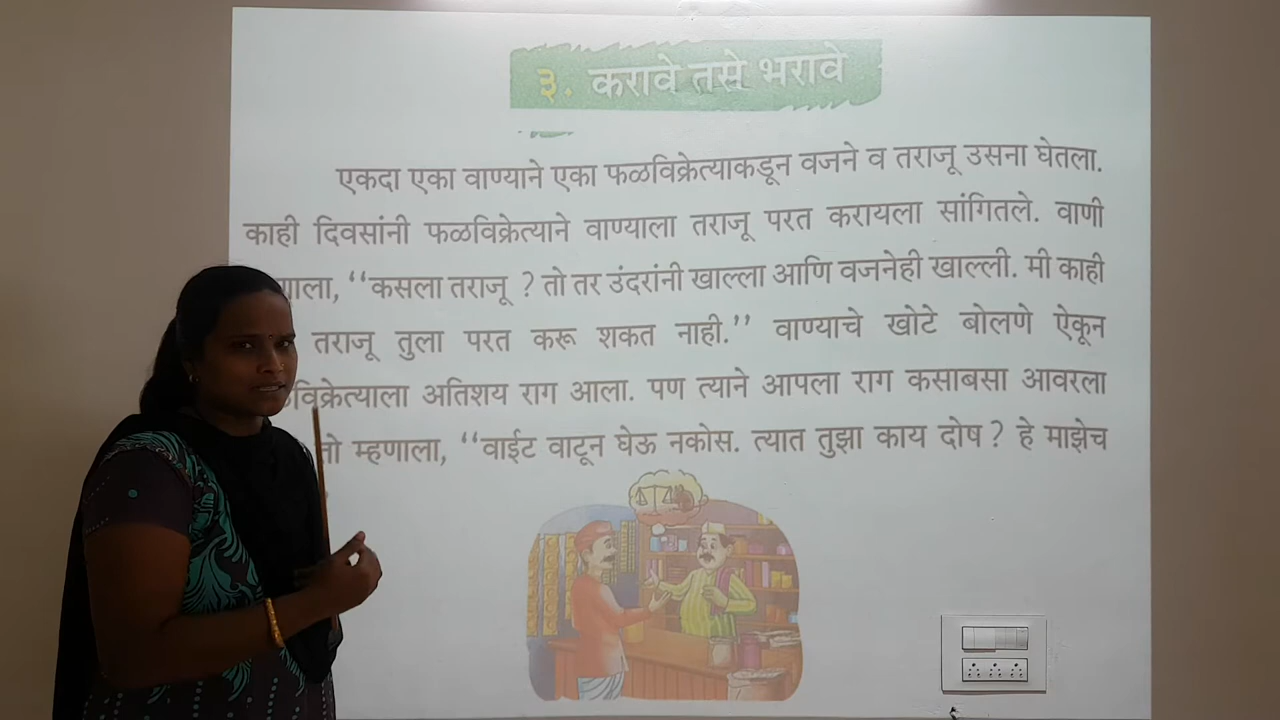 ३. करावे तसे भरावे
एकदा एका वाण्याने एका फळविक्रेत्याकडून वजने व तराजू उसना घेतला.
काही दिवसांनी फळविक्रेत्याने वाण्याला तराजू परत करायला सांगितले. वाणी
‘‘कसला तराजू ? तो तर उंदरांनी खाल्ला आणि वजनेही खाल्ली. मी काही
तराजू तुला परत करू शकत नाही.’’ वाण्याचे खोटे बोलणे ऐकून
विक्रेत्याला अतिशय राग आला. पण त्याने आपला राग कसाबसा आवरला
तो म्हणाला, ‘‘वाईट वाटून घेऊ नकोस. त्यात तुझा काय दोष ? हे माझेच